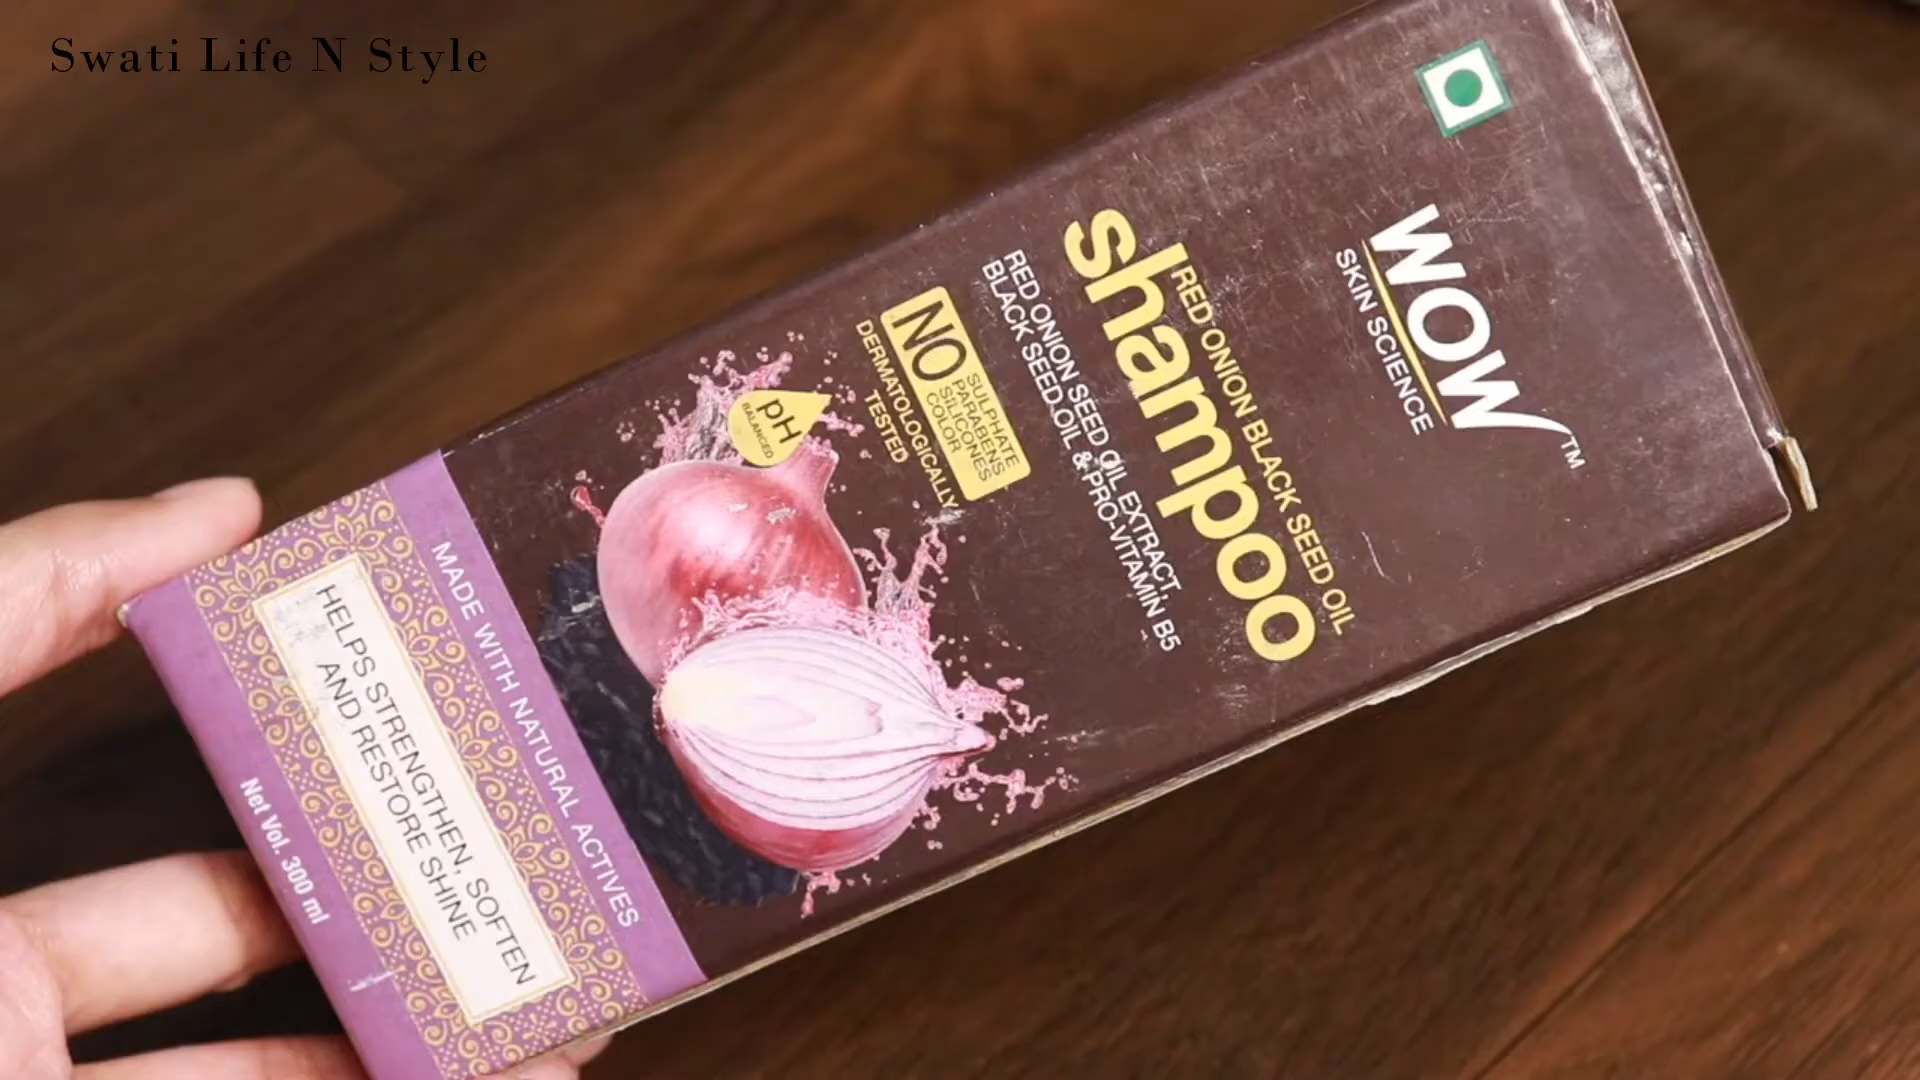 Swati Life N Style
WOW
TM
SKIN SCIENCE
RED ONION BLACK SEED OIL
shampoo
RED ONION SEED OIL EXTRACT,
BLACK SEED OIL & PRO-VITAMIN B5
NO
SULPHATE
PARABENS
SILICONES
COLOR
DERMATOLOGICALLY
TESTED
pH
BALANCED
MADE WITH NATURAL ACTIVES
HELPS STRENGTHEN, SOFTEN
AND RESTORE SHINE
Net Vol. 300 ml